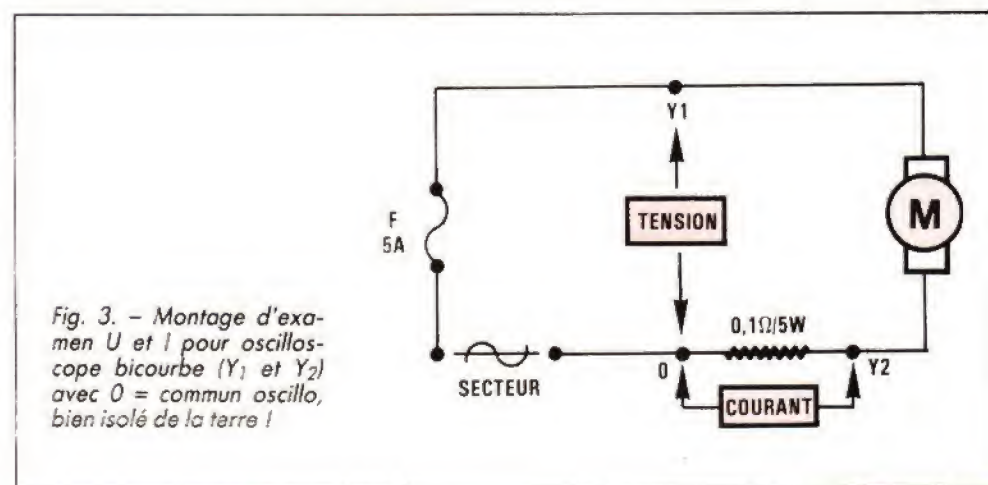 Y1
F
5A
TENSION
M
0,1Ω/5W
0
Y2
SECTEUR
COURANT
Fig. 3. – Montage d'exa-
men U et I pour oscillos-
cope bicourbe (Y1 et Y2)
avec 0 = commun oscillo,
bien isolé de la terre !